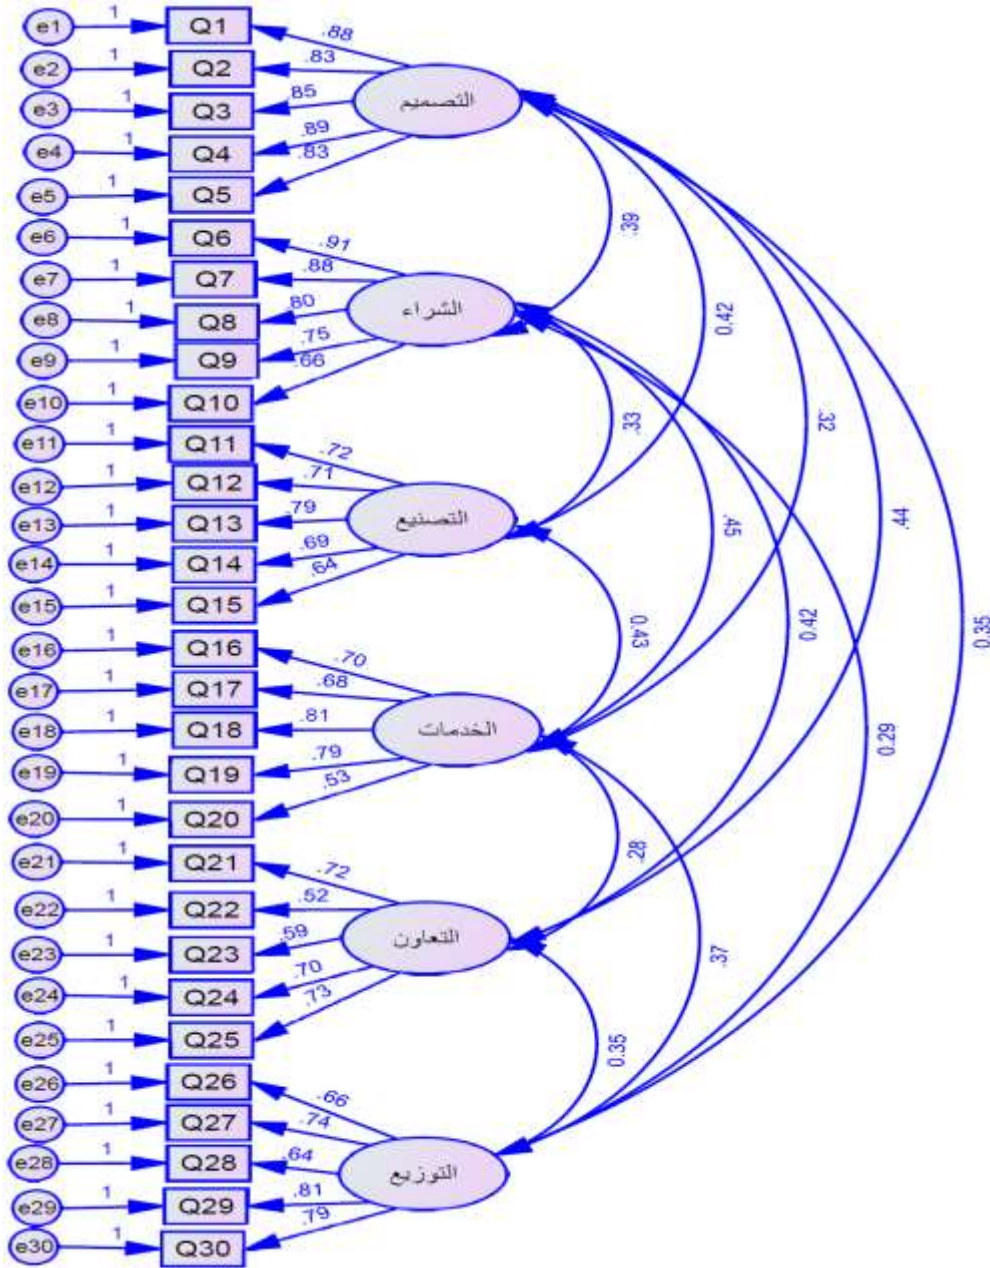 e1 1 Q1 .88
e2 1 Q2 .83
e3 1 Q3 .85
التصميم
e4 1 Q4 .89
e5 1 Q5 .83
e6 1 Q6 .91
e7 1 Q7 .88
e8 1 Q8 .80
الشراء
e9 1 Q9 .75
e10 1 Q10 .66
e11 1 Q11 .72
e12 1 Q12 .71
e13 1 Q13 .79
التصنيع
e14 1 Q14 .69
e15 1 Q15 .64
e16 1 Q16 .70
e17 1 Q17 .68
e18 1 Q18 .81
الخدمات
e19 1 Q19 .79
e20 1 Q20 .53
e21 1 Q21 .72
e22 1 Q22 .52
e23 1 Q23 .59
التعاون
e24 1 Q24 .70
e25 1 Q25 .73
e26 1 Q26 .66
e27 1 Q27 .74
e28 1 Q28 .64
التوزيع
e29 1 Q29 .81
e30 1 Q30 .79
.39
0.42
.33
.32
.45
.44
0.42
0.43
0.35
0.29
.28
.37
0.35